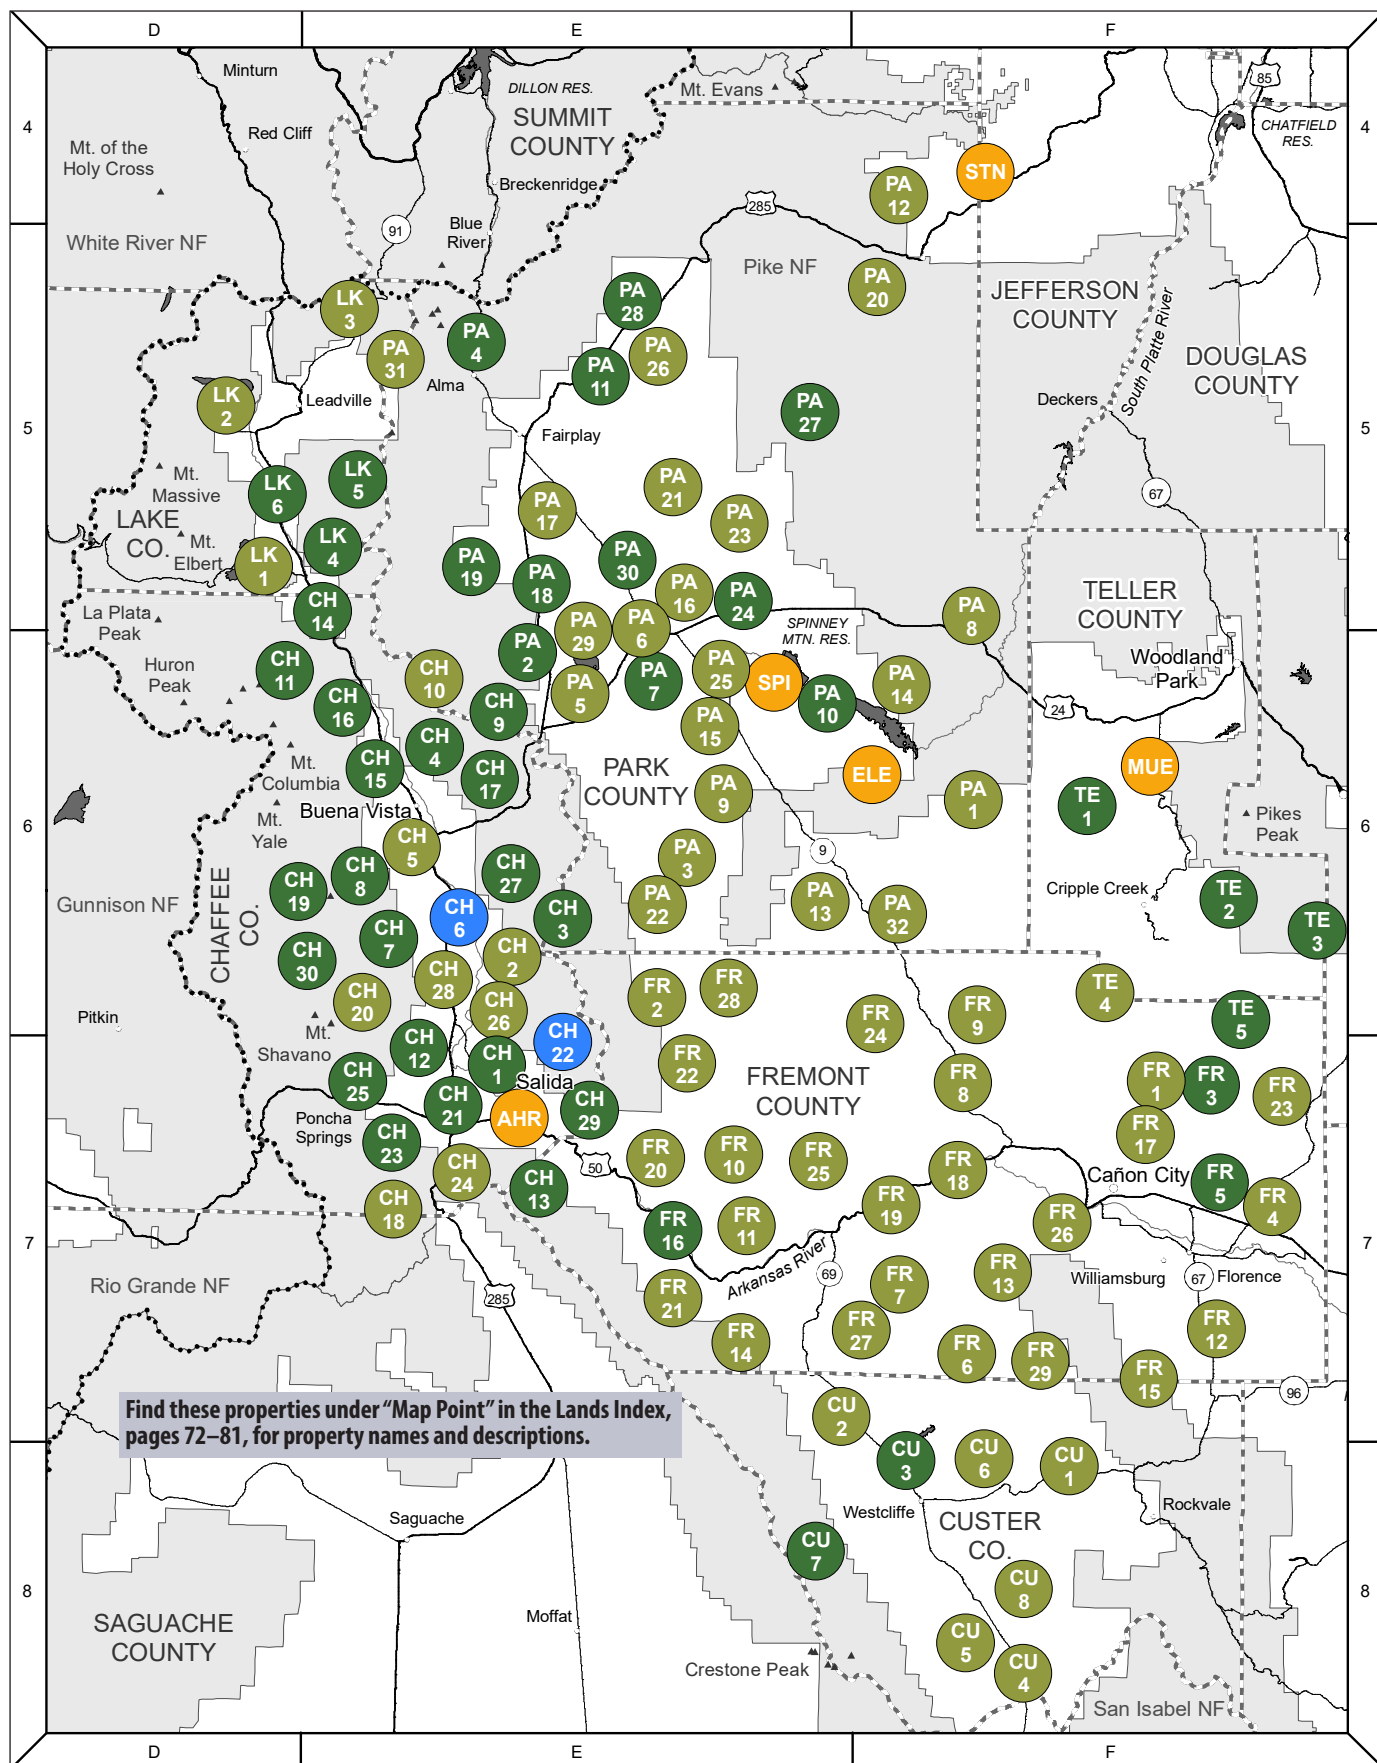 D
E
F
4
4
Minturn
Red Cliff
Mt. of the
Holy Cross
White River NF
DILLON RES.
SUMMIT
COUNTY
Breckenridge
Blue
River
91
Mt. Evans
285
85
CHATFIELD
RES.
STN
PA
12
Pike NF
PA
20
JEFFERSON
COUNTY
South Platte River
DOUGLAS
COUNTY
LK
3
PA
31
PA
4
PA
28
PA
26
PA
11
PA
27
Alma
LK
2
Leadville
Fairplay
Deckers
5
5
Mt.
Massive
LK
6
LK
5
LK
4
LAKE
CO.
Mt.
Elbert
LK
1
PA
17
PA
21
PA
23
PA
19
PA
18
PA
30
PA
16
PA
24
67
TELLER
COUNTY
La Plata
Peak
CH
14
PA
29
PA
6
SPINNEY
MTN. RES.
PA
8
Woodland
Park
Huron
Peak
CH
11
CH
16
CH
10
PA
2
CH
9
PA
5
PA
7
PA
25
SPI
PA
10
PA
14
24
CH
4
CH
15
CH
17
PA
15
PARK
COUNTY
PA
9
ELE
PA
1
MUE
TE
1
Mt.
Columbia
Buena Vista
Mt.
Yale
Pikes
Peak
6
6
CH
5
CH
8
CH
19
CH
27
PA
3
PA
22
9
PA
13
PA
32
Cripple Creek
TE
2
TE
3
Gunnison NF
CHAFFEE
CO.
CH
6
CH
3
CH
7
CH
30
CH
2
CH
28
CH
20
CH
26
FR
2
FR
28
FR
24
FR
9
TE
4
TE
5
Pitkin
Mt.
Shavano
CH
12
CH
22
CH
1
Salida
CH
25
CH
21
AHR
CH
29
FR
22
FREMONT
COUNTY
FR
8
FR
1
FR
3
FR
23
FR
17
Poncha
Springs
CH
23
CH
24
CH
18
CH
13
50
FR
20
FR
10
FR
25
FR
18
Cañon City
FR
5
FR
4
FR
16
FR
11
FR
19
FR
26
7
7
Rio Grande NF
285
Arkansas River
69
FR
21
FR
14
FR
7
FR
27
FR
13
Williamsburg
67
Florence
FR
12
FR
6
FR
29
FR
15
96
Find these properties under “Map Point” in the Lands Index,
pages 72–81, for property names and descriptions.
CU
2
CU
3
CU
6
CU
1
Saguache
Westcliffe
CUSTER
CO.
Rockvale
CU
7
CU
8
8
8
SAGUACHE
COUNTY
Moffat
Crestone Peak
CU
5
CU
4
San Isabel NF
D
E
F